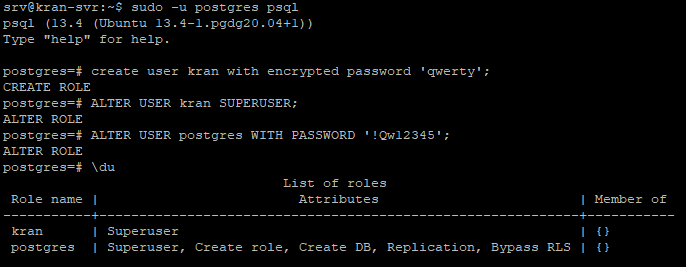 srv@kran-svr:~$ sudo -u postgres psql
psql (13.4 (Ubuntu 13.4-1.pgdg20.04+1))
Type "help" for help.
postgres=# create user kran with encrypted password 'qwerty';
CREATE ROLE
postgres=# ALTER USER kran SUPERUSER;
ALTER ROLE
postgres=# ALTER USER postgres WITH PASSWORD '!Qw12345';
ALTER ROLE
postgres=# \du
List of roles
Role name | Attributes | Member of
-----------+------------------------------------------------------------+-----------
kran | Superuser | {}
postgres | Superuser, Create role, Create DB, Replication, Bypass RLS | {}